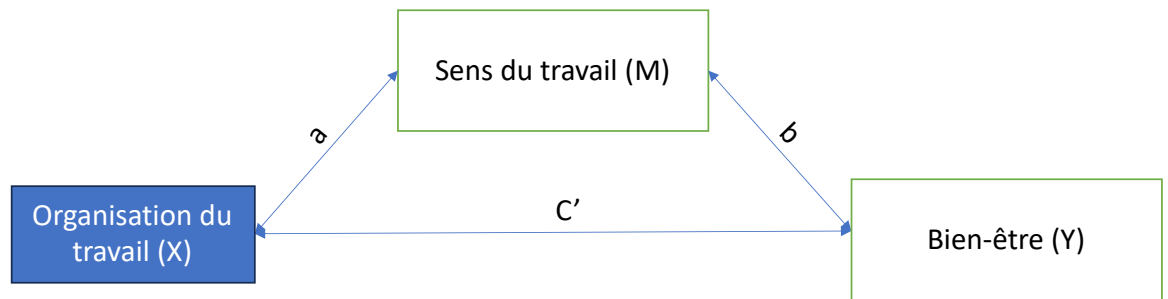 Sens du travail (M)
a
b
Organisation du
travail (X)
C’
Bien-être (Y)